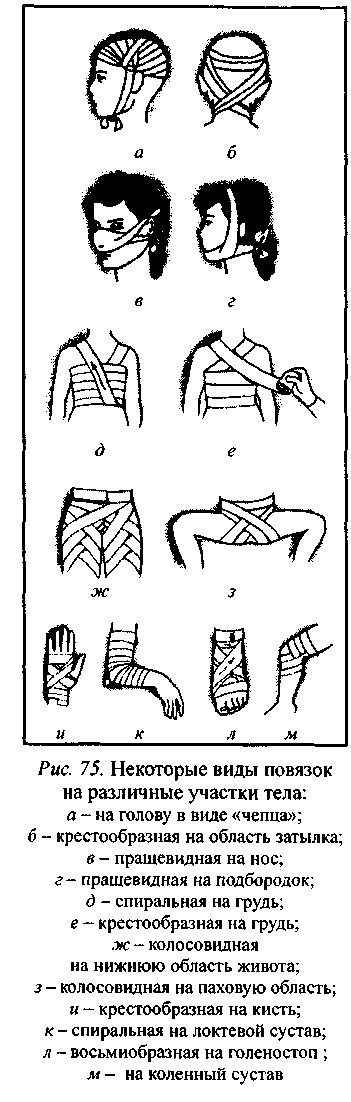 а б
в г
д е
ж з
и к л м
Рис. 75. Некоторые виды повязок
на различные участки тела:
а – на голову в виде «чепца»;
б – крестообразная на область затылка;
в – пращевидная на нос;
г – пращевидная на подбородок;
д – спиральная на грудь;
е – крестообразная на грудь;
ж – колосовидная
на нижнюю область живота;
з – колосовидная на паховую область;
и – крестообразная на кисть;
к – спиральная на локтевой сустав;
л – восьмиобразная на голеностоп ;
м – на коленный сустав